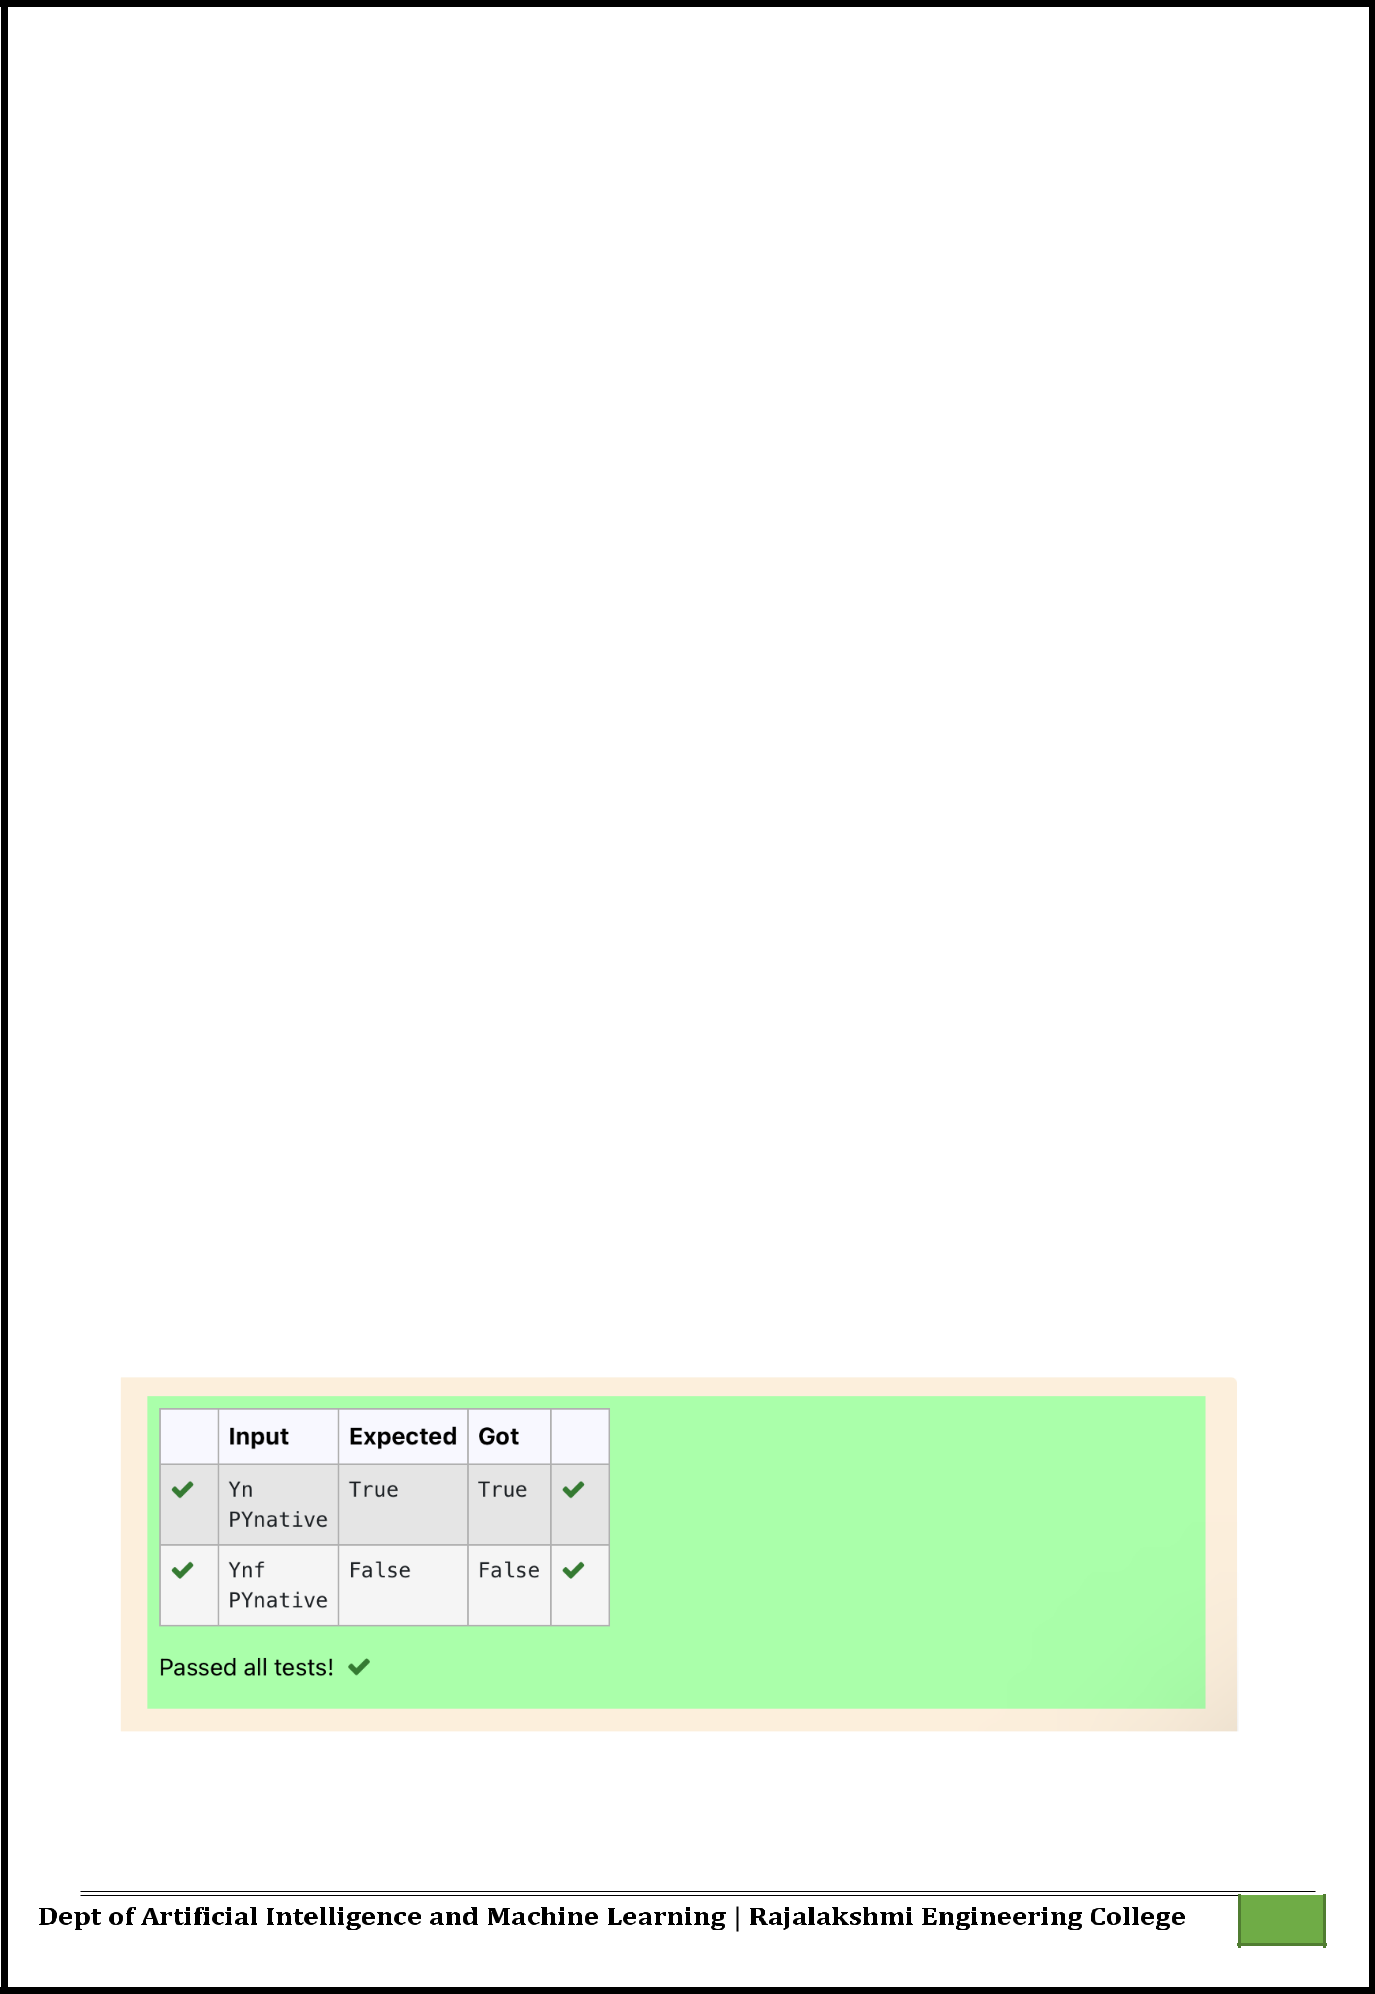 Input Expected Got
Yn True True
PYnative
Ynf False False
PYnative
Passed all tests!
Dept of Artificial Intelligence and Machine Learning | Rajalakshmi Engineering College